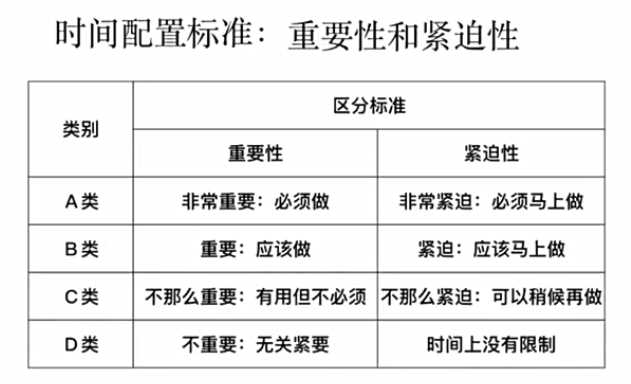 时间配置标准：重要性和紧迫性
类别 区分标准
重要性 紧迫性
A类 非常重要：必须做 非常紧迫：必须马上做
B类 重要：应该做 紧迫：应该马上做
C类 不那么重要：有用但不必须 不那么紧迫：可以稍候再做
D类 不重要：无关紧要 时间上没有限制